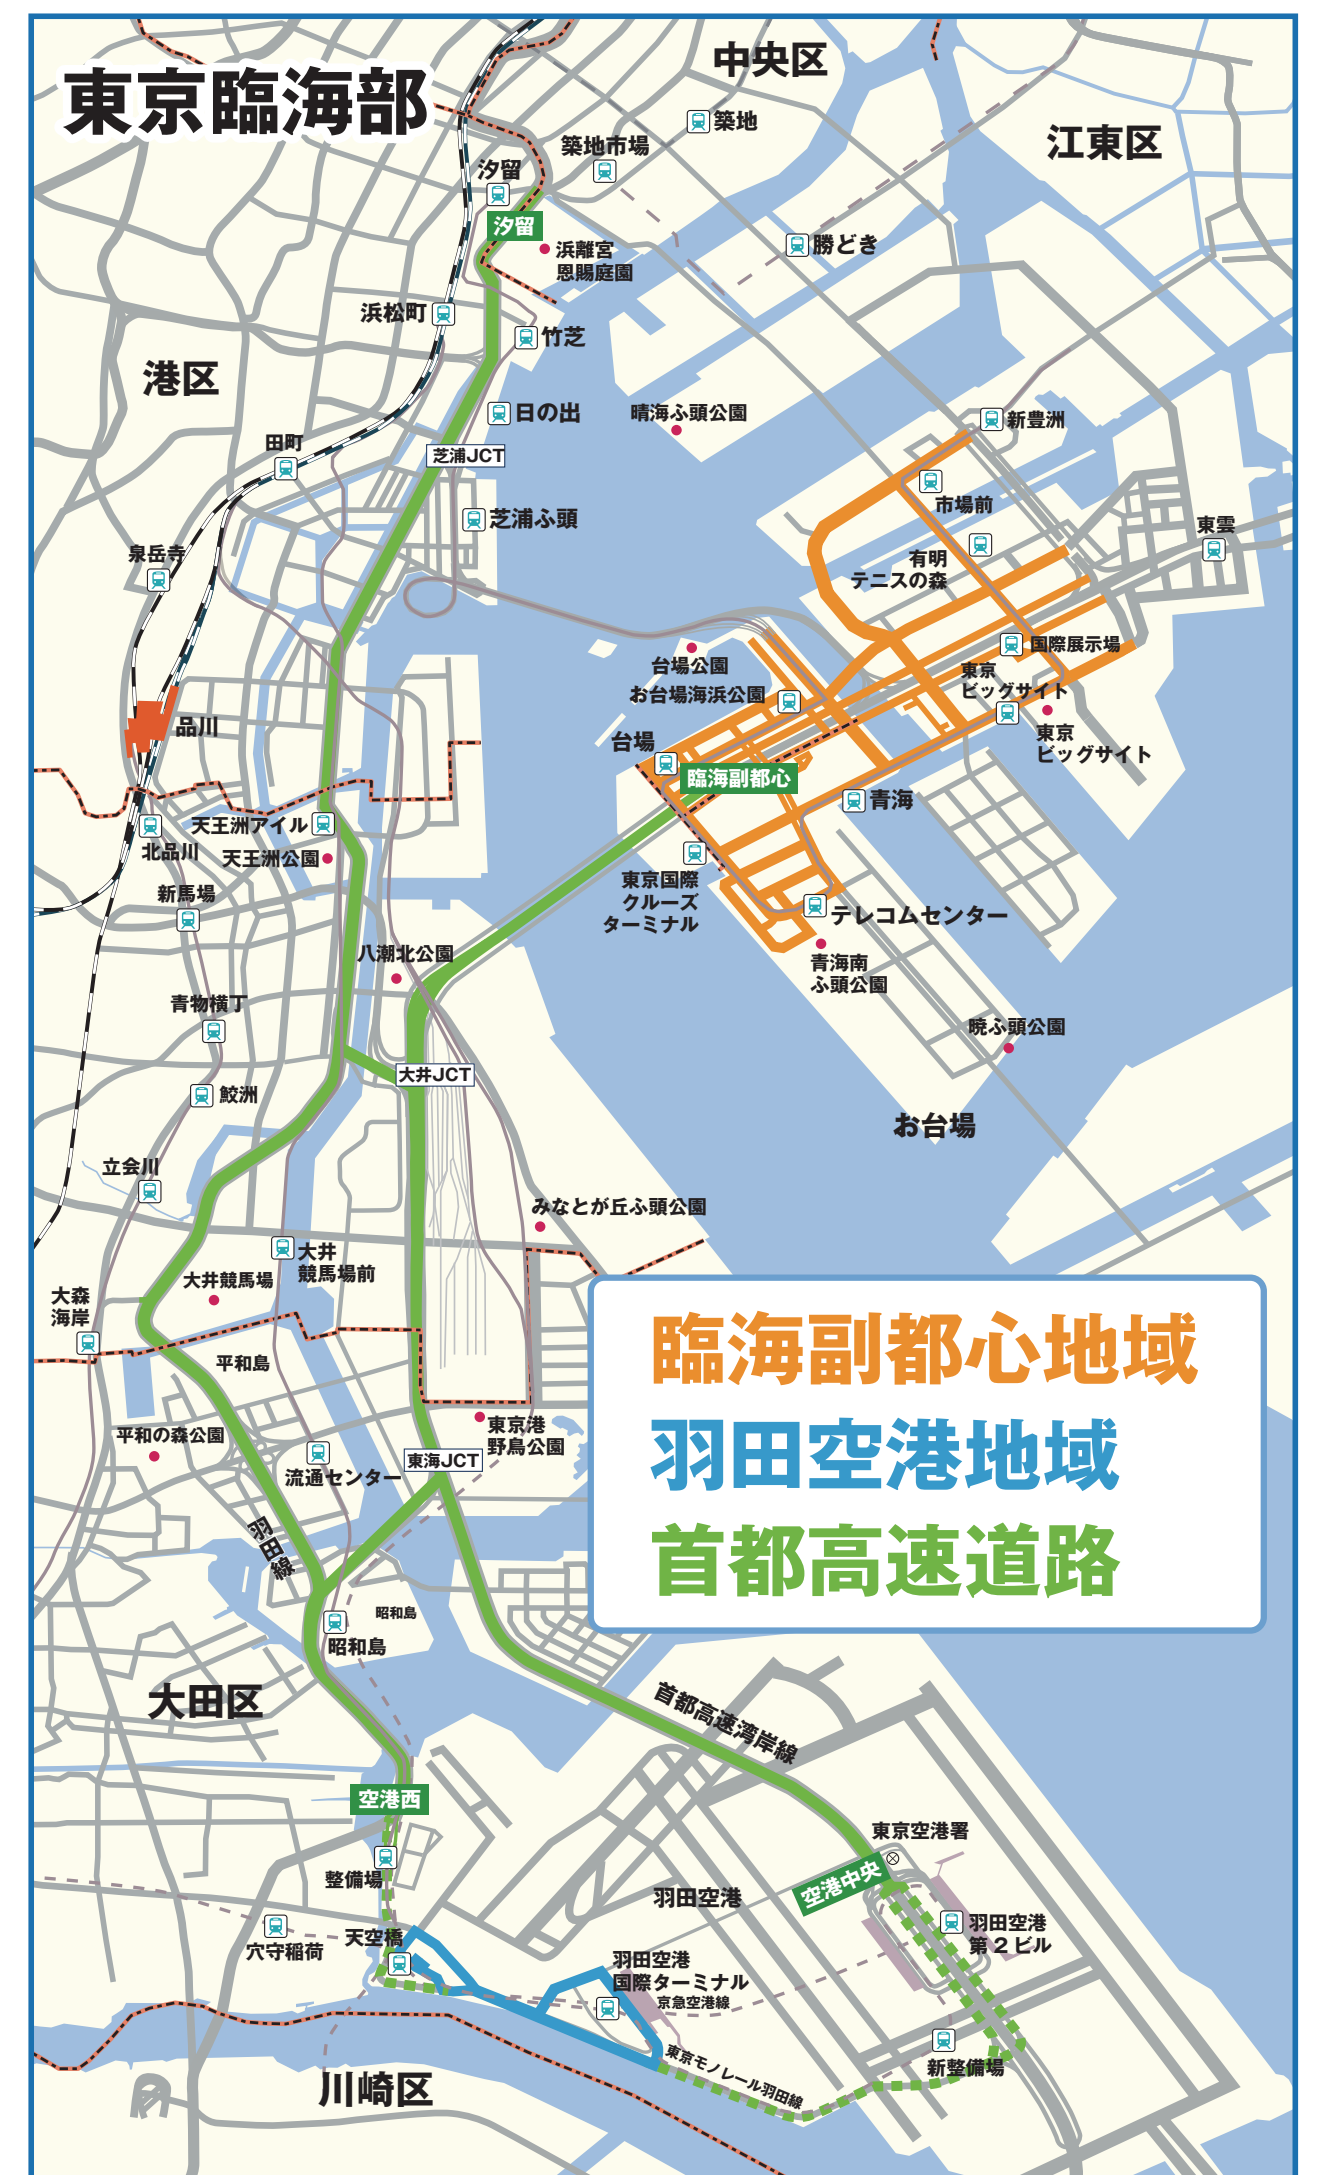 東京臨海部
中央区
江東区
築地
築地市場
汐留
汐留
浜離宮
恩賜庭園
勝どき
浜松町
竹芝
港区
日の出
晴海ふ頭公園
新豊洲
田町
芝浦JCT
市場前
芝浦ふ頭
東雲
泉岳寺
有明
テニスの森
国際展示場
台場公園
お台場海浜公園
東京
ビッグサイト
品川
台場
東京
ビッグサイト
臨海副都心
青海
天王洲アイル
北品川
天王洲公園
新馬場
東京国際
クルーズ
ターミナル
テレコムセンター
八潮北公園
青海南
ふ頭公園
青物横丁
暁ふ頭公園
大井JCT
鮫洲
お台場
立会川
みなとが丘ふ頭公園
大井
競馬場前
大井競馬場
大森
海岸
平和島
臨海副都心地域
羽田空港地域
首都高速道路
平和の森公園
東京港
野鳥公園
東海JCT
流通センター
羽田線
昭和島
昭和島
大田区
首都高速湾岸線
空港西
東京空港署
空港中央
整備場
羽田空港
羽田空港
第2ビル
穴守稲荷
天空橋
羽田空港
国際ターミナル
京急空港線
東京モノレール羽田線
新整備場
川崎区